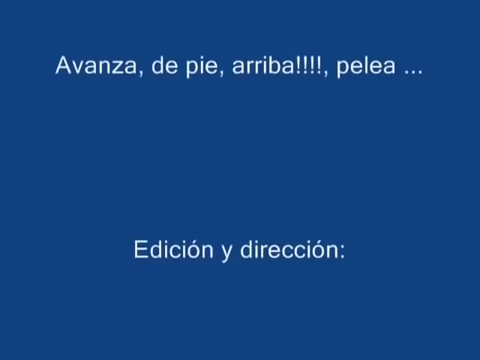 Avanza, de pie, arriba!!!!, pelea ...
Edición y dirección: